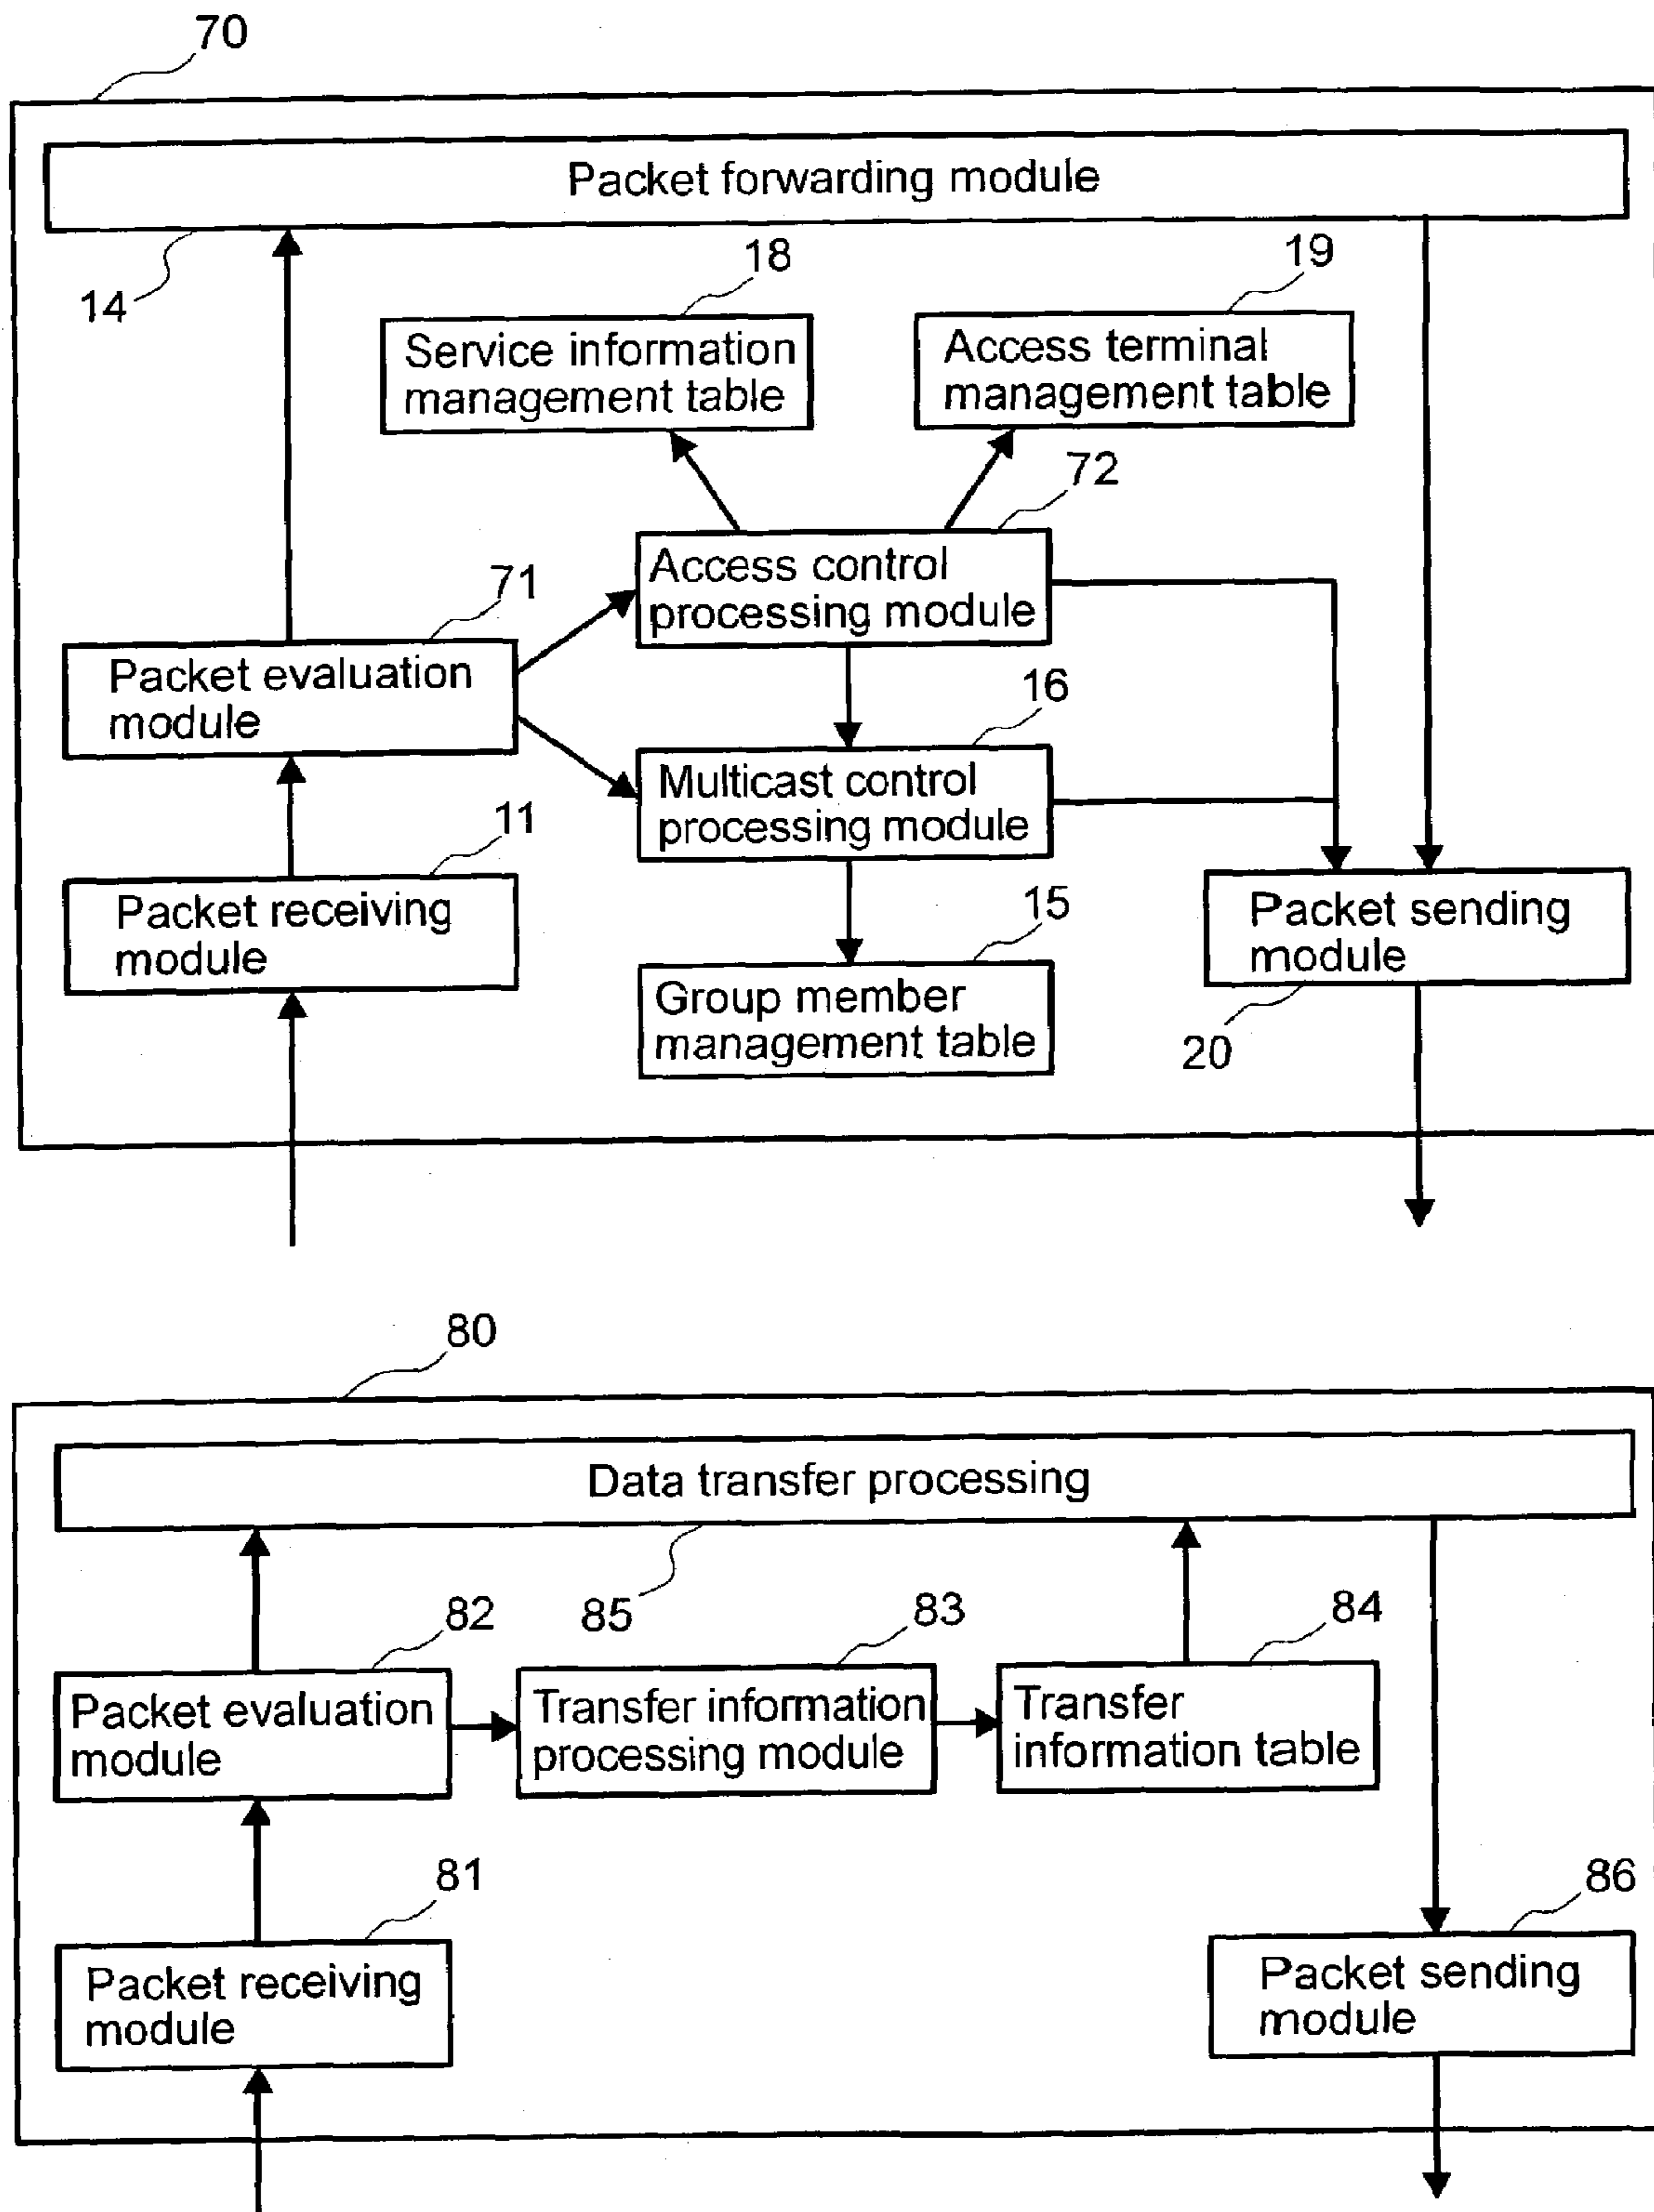 70
Packet forwarding module
14
18
19
Service information
management table
Access terminal
management table
72
Access control
processing module
71
Packet evaluation
module
16
Multicast control
processing module
11
Packet receiving
module
15
Group member
management table
Packet sending
module
20
80
Data transfer processing
85
82
83
84
Packet evaluation
module
Transfer information
processing module
Transfer
information table
81
Packet receiving
module
86
Packet sending
module